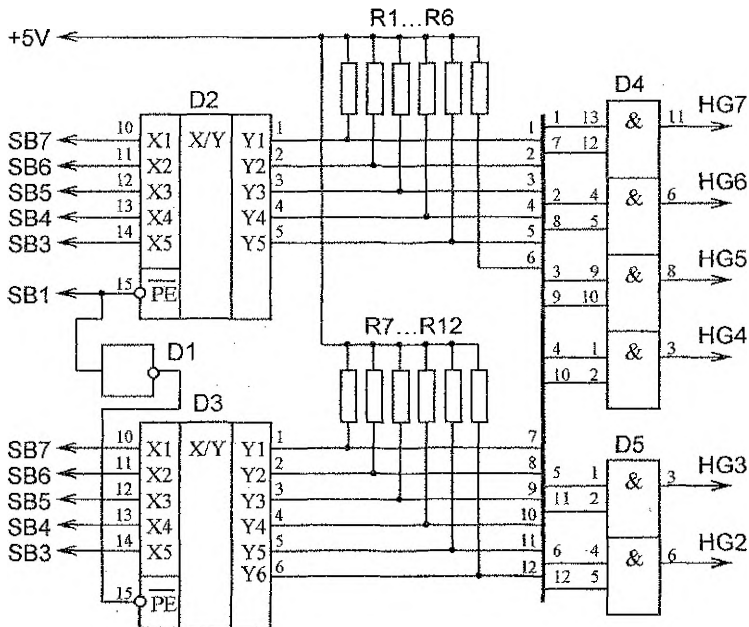 R1...R6
+5V
D2
D4
10 X1 X/Y Y1 1
SB7
11 X2 Y2 2
SB6
12 X3 Y3 3
SB5
13 X4 Y4 4
SB4
14 X5 Y5 5
SB3
15 PE
SB1
1
2
3
4
5
6
1 13 & 11 HG7
7 12
2 4 & 6 HG6
8 5
3 9 & 8 HG5
9 10
4 1 & 3 HG4
10 2
D1
R7...R12
D3
D5
10 X1 X/Y Y1 1
SB7
11 X2 Y2 2
SB6
12 X3 Y3 3
SB5
13 X4 Y4 4
SB4
14 X5 Y5 5
SB3
Y6 6
15 PE
7
8
9
10
11
12
5 1 & 3 HG3
11 2
6 4 & 6 HG2
12 5